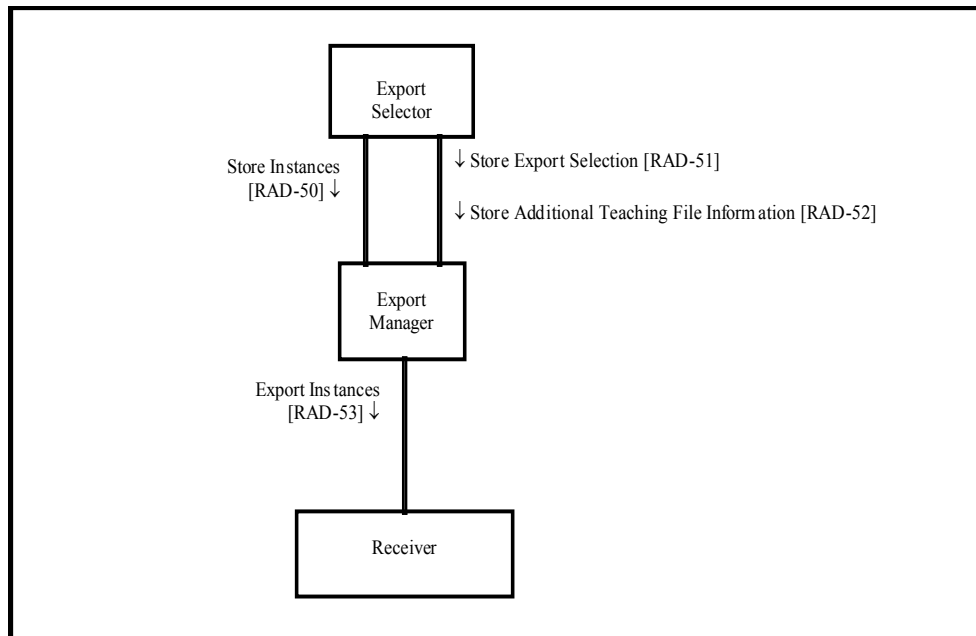 Export
Selector
Store Instances
[RAD-50] ↓
↓ Store Export Selection [RAD-51]
↓ Store Additional Teaching File Information [RAD-52]
Export
Manager
Export Instances
[RAD-53] ↓
Receiver